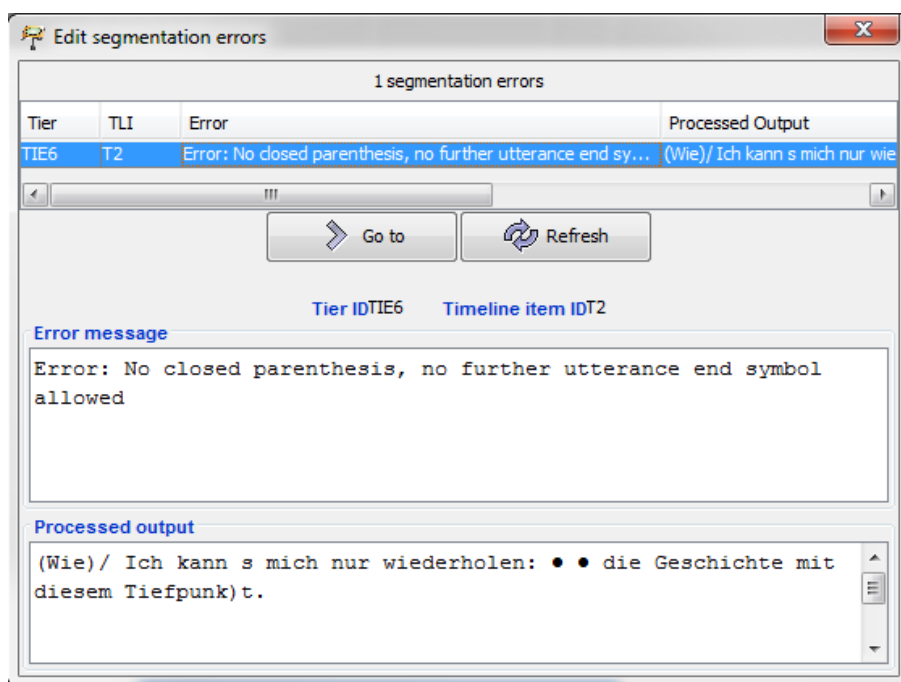 Edit segmentation errors
1 segmentation errors
Tier TLI Error Processed Output
TIE6 T2 Error: No closed parenthesis, no further utterance end sy... (Wie)/ Ich kann s mich nur wie
Go to Refresh
Tier IDTIE6 Timeline item IDT2
Error message
Error: No closed parenthesis, no further utterance end symbol
allowed
Processed output
(Wie)/ Ich kann s mich nur wiederholen: ● ● die Geschichte mit
diesem Tiefpunk)t.